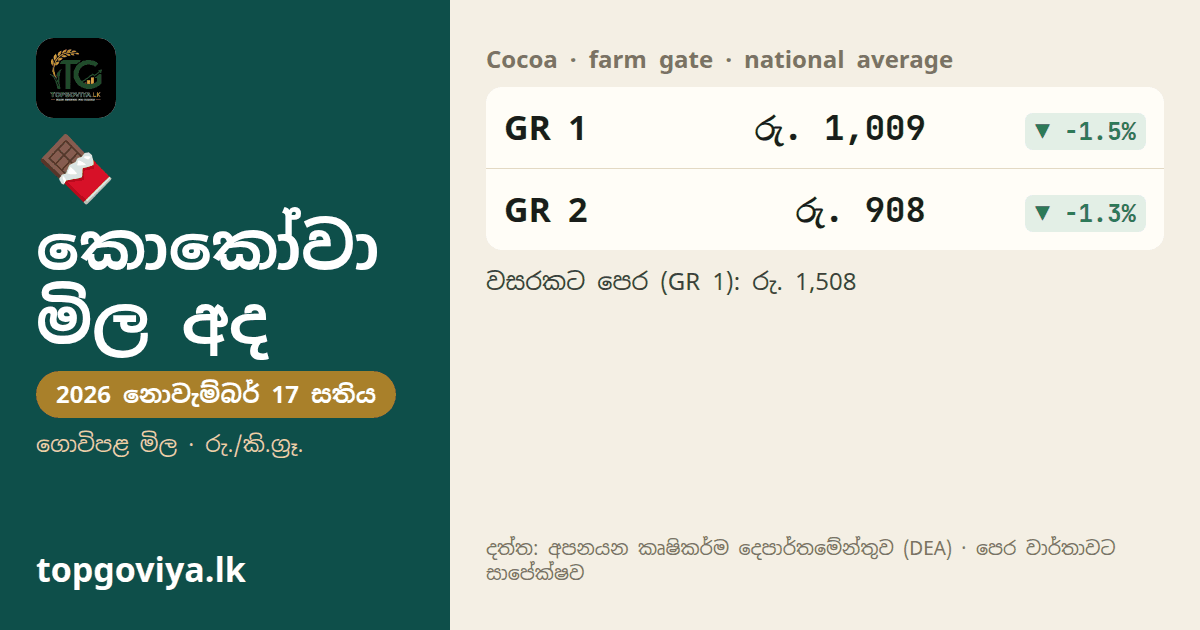 TG
TOPGOVIYA.LK
කොකෝවා
මිල අද
2026 නොවැම්බර් 17 සතිය
ගොවිපළ මිල · රු./කි.ග්‍රෑ.
topgoviya.lk
Cocoa · farm gate · national average
GR 1 රු. 1,009 ▼ -1.5%
GR 2 රු. 908 ▼ -1.3%
වසරකට පෙර (GR 1): රු. 1,508
දත්ත: අපනයන කෘෂිකර්ම දෙපාර්තමේන්තුව (DEA) · පෙර වාර්තාවට
සාපේක්ෂව